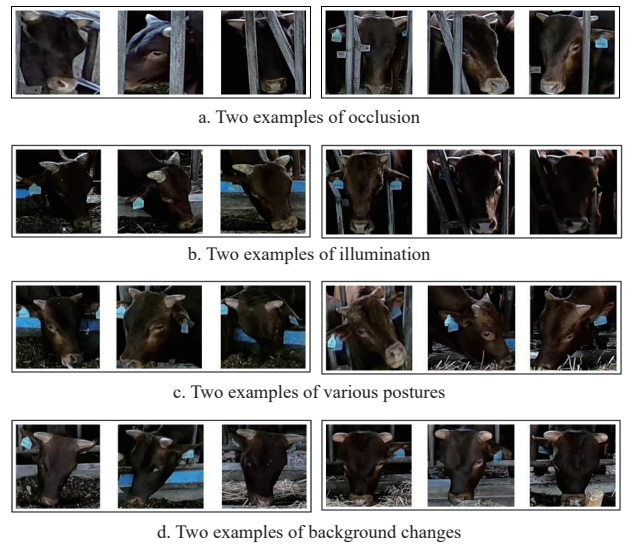 a. Two examples of occlusion
b. Two examples of illumination
c. Two examples of various postures
d. Two examples of background changes